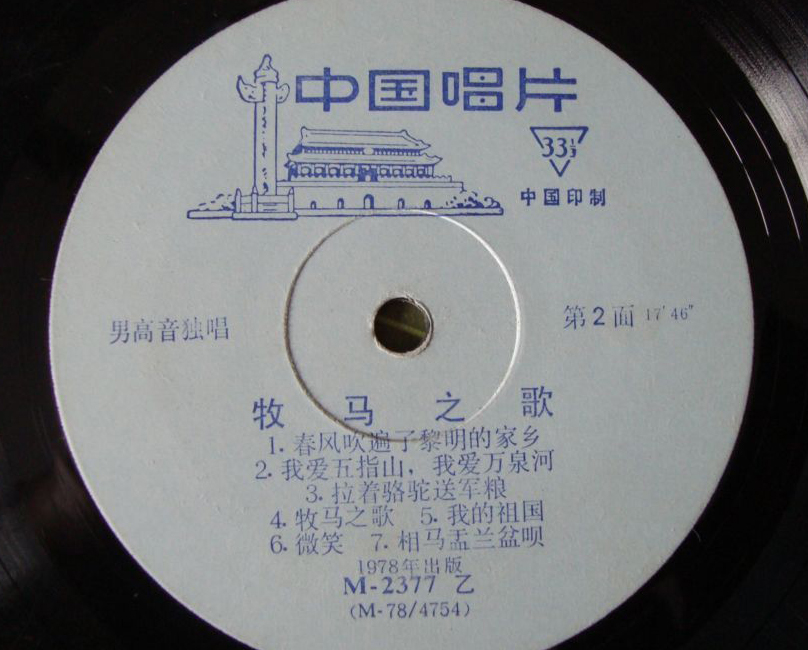 中国唱片
33⅓
中国印制
男高音独唱
第2面 17′46″
牧马之歌
1. 春风吹遍了黎明的家乡
2. 我爱五指山，我爱万泉河
3. 拉着骆驼送军粮
4. 牧马之歌 5. 我的祖国
6. 微笑 7. 相马盂兰盆呗
1978年出版
M-2377 乙
(M-78/4754)